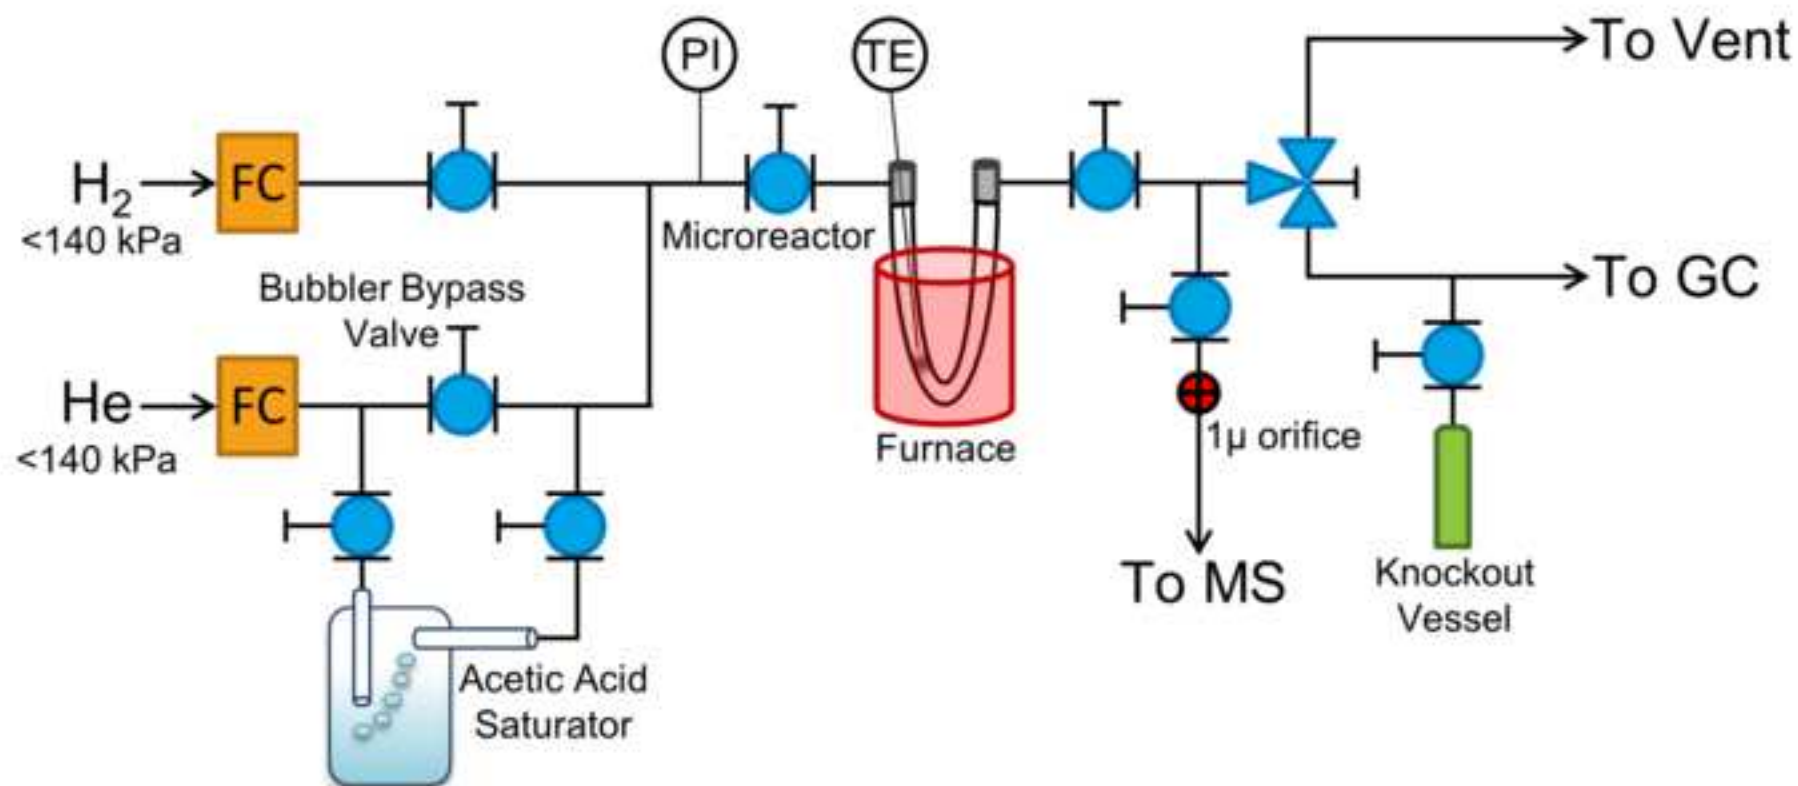 PI
TE
To Vent
H₂
FC
<140 kPa
Microreactor
Bubbler Bypass
Valve
To GC
He
FC
<140 kPa
Furnace
1µ orifice
To MS
Knockout
Vessel
Acetic Acid
Saturator